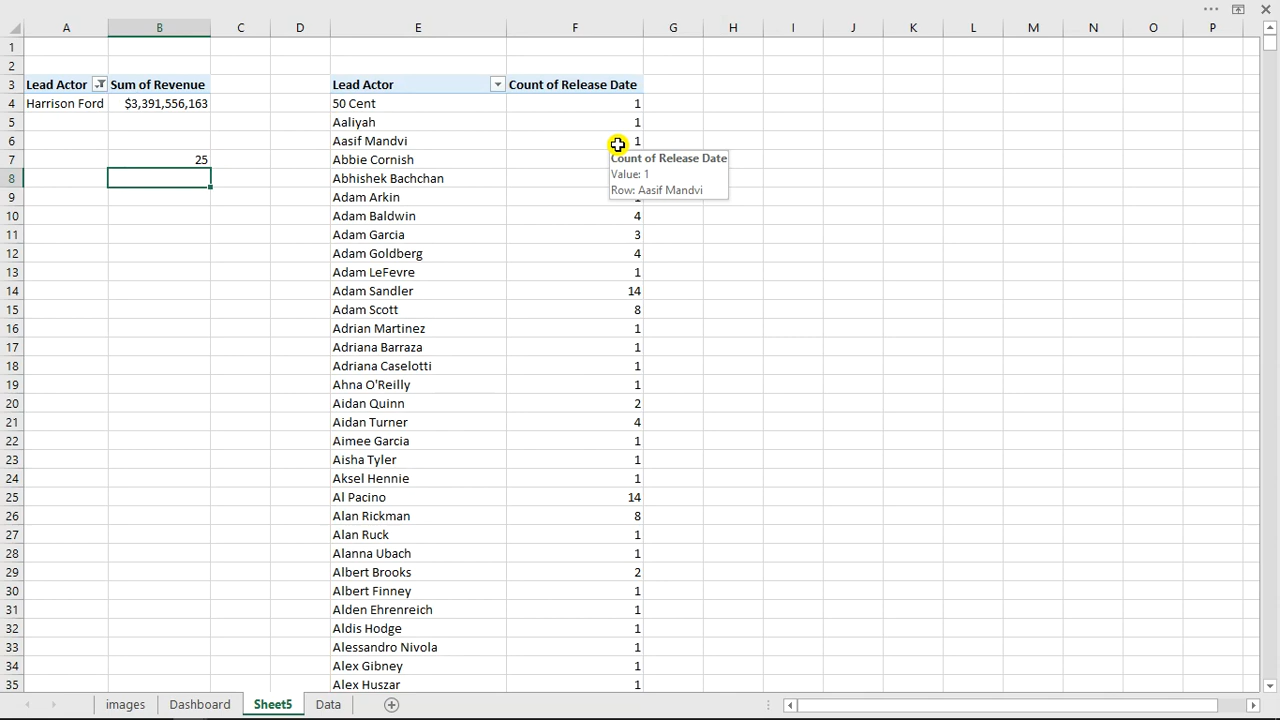 A B C D E F G H I J K L M N O P
1
2
3 Lead Actor Sum of Revenue Lead Actor Count of Release Date
4 Harrison Ford $3,391,556,163 50 Cent 1
5 Aaliyah 1
6 Aasif Mandvi 1
7 25 Abbie Cornish Count of Release Date
8 Abhishek Bachchan Value: 1
Row: Aasif Mandvi
9 Adam Arkin
10 Adam Baldwin 4
11 Adam Garcia 3
12 Adam Goldberg 4
13 Adam LeFevre 1
14 Adam Sandler 14
15 Adam Scott 8
16 Adrian Martinez 1
17 Adriana Barraza 1
18 Adriana Caselotti 1
19 Ahna O'Reilly 1
20 Aidan Quinn 2
21 Aidan Turner 4
22 Aimee Garcia 1
23 Aisha Tyler 1
24 Aksel Hennie 1
25 Al Pacino 14
26 Alan Rickman 8
27 Alan Ruck 1
28 Alanna Ubach 1
29 Albert Brooks 2
30 Albert Finney 1
31 Alden Ehrenreich 1
32 Aldis Hodge 1
33 Alessandro Nivola 1
34 Alex Gibney 1
35 Alex Huszar 1
images Dashboard Sheet5 Data